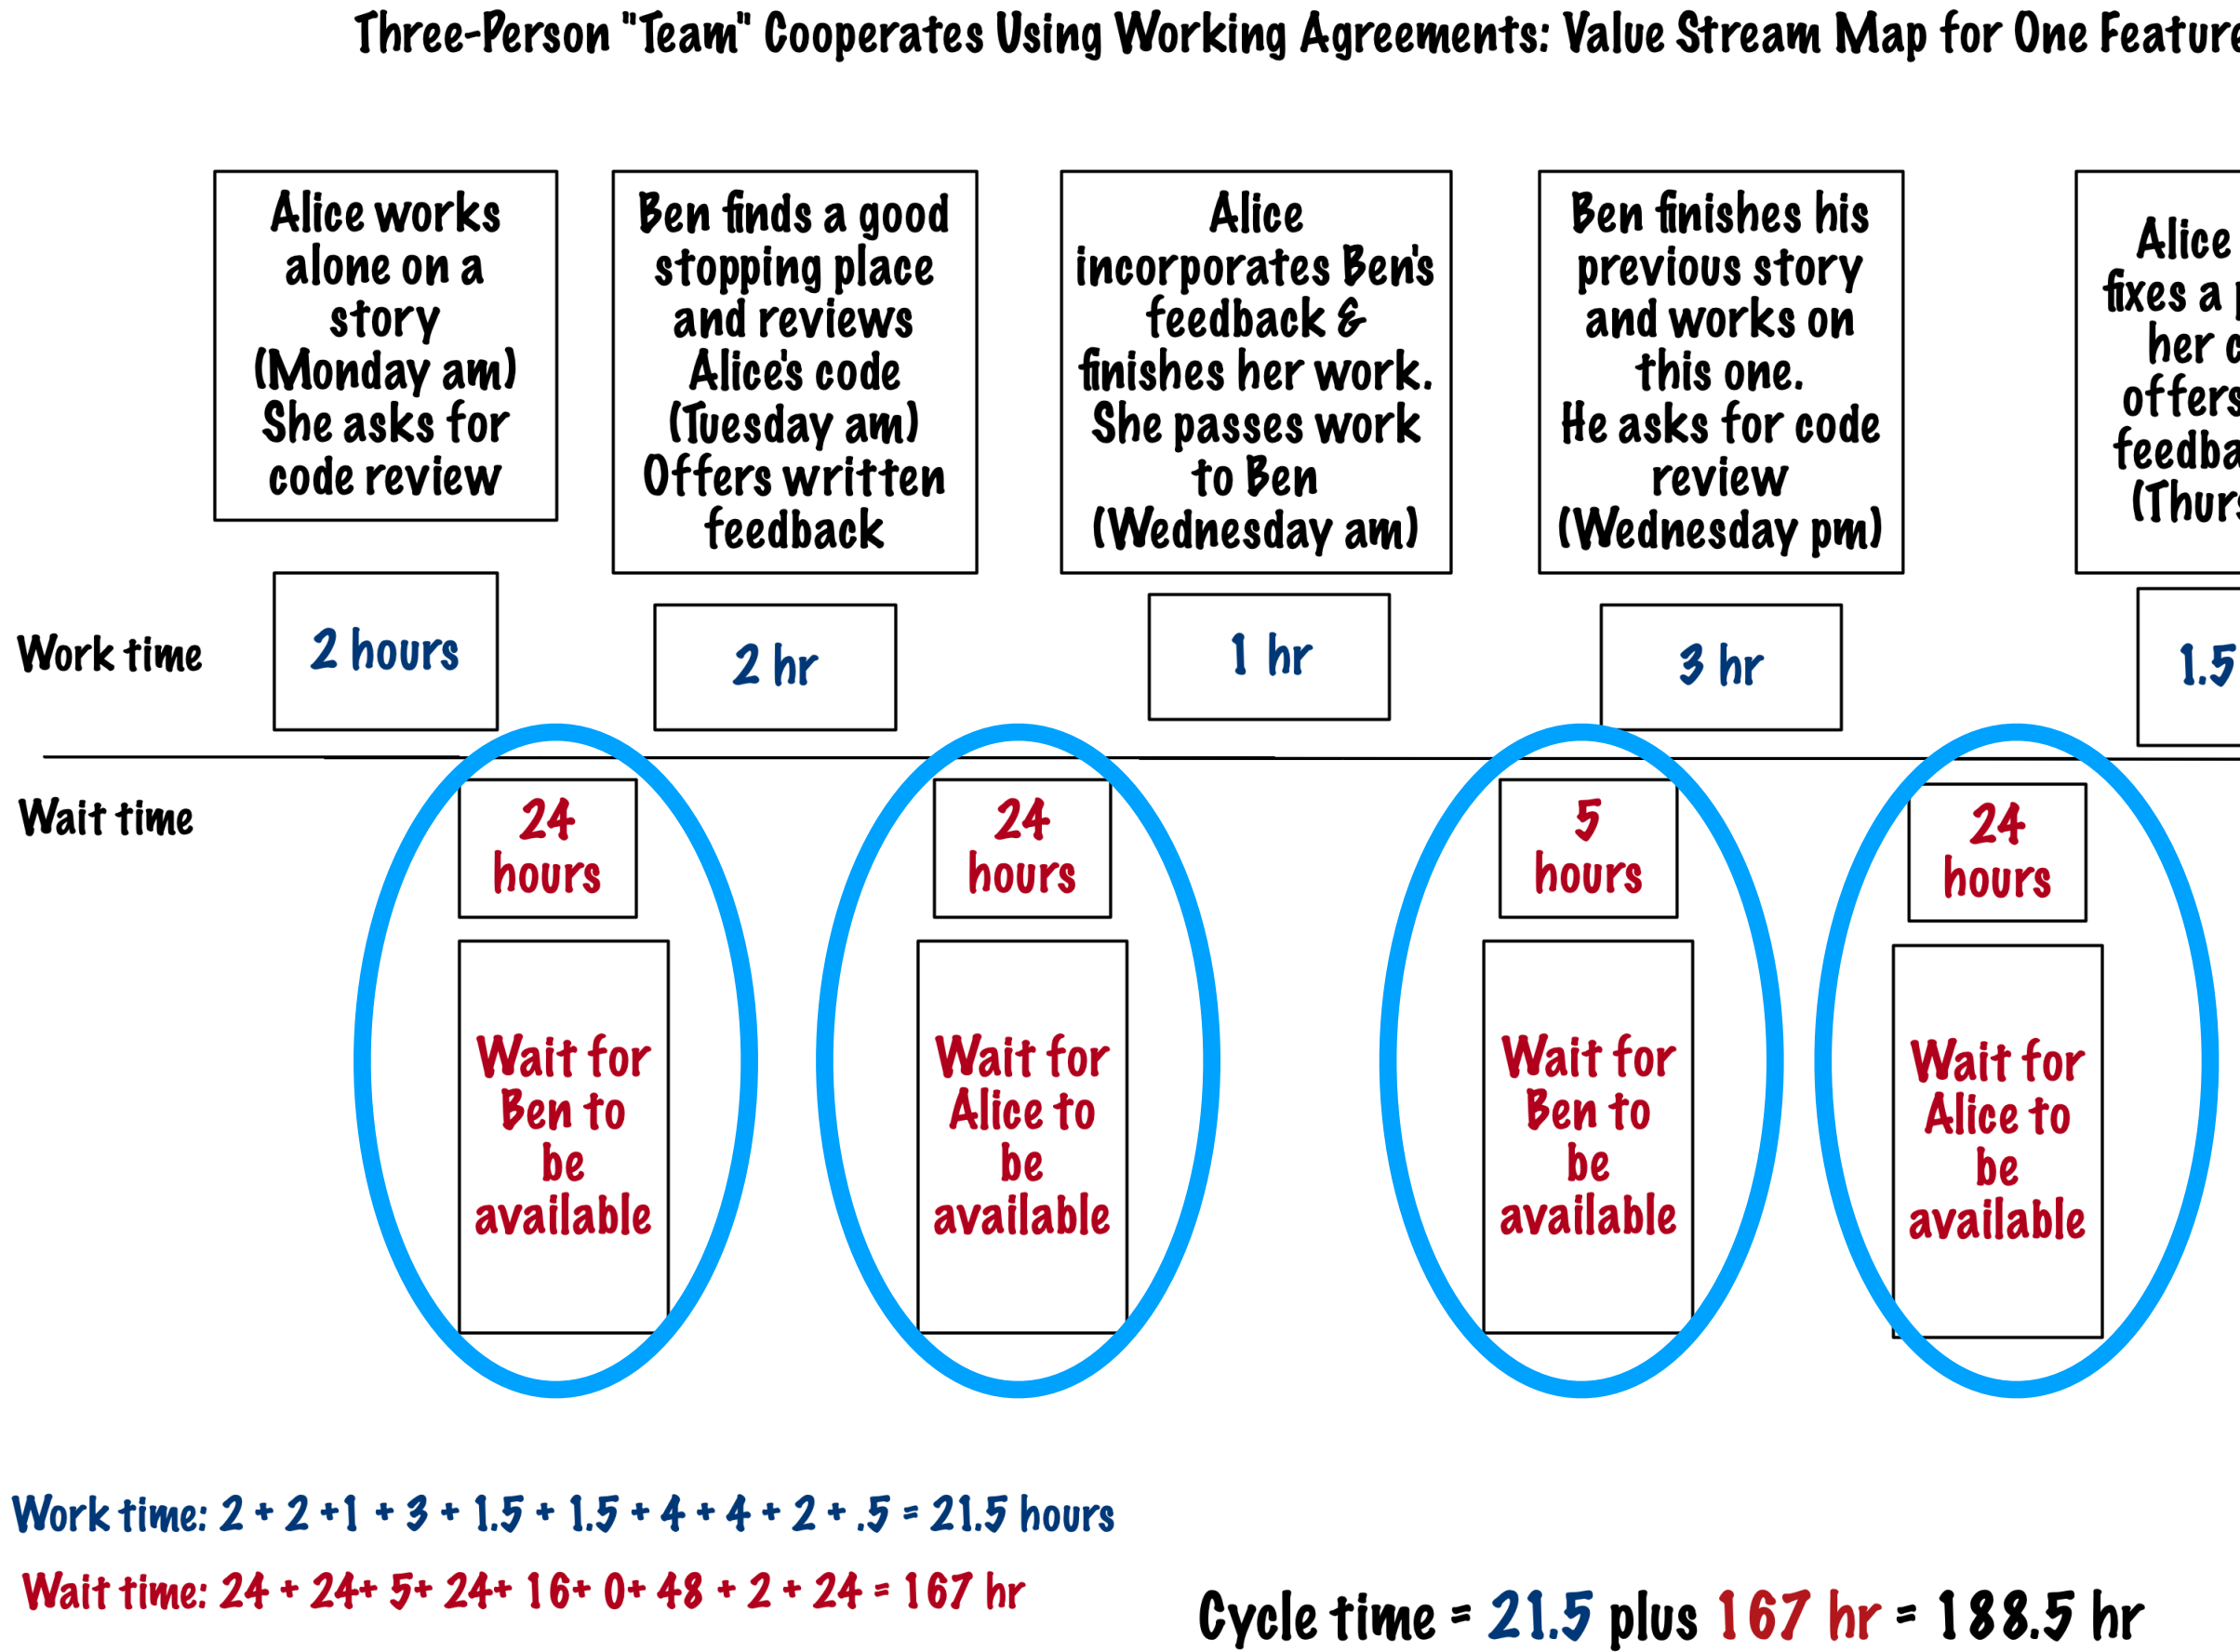 Three-Person "Team" Cooperates Using Working Agreements: Value Stream Map for One Feature
Alice works
alone on a
story
(Monday am)
She asks for
code review
Ben finds a good
stopping place
and reviews
Alice's code
(Tuesday am)
Offers written
feedback
Alice
incorporates Ben's
feedback &
finishes her work.
She passes work
to Ben
(Wednesday am)
Ben finishes his
previous story
and works on
this one.
He asks for code
review
(Wednesday pm)
Alice
fixes a
her
offers
Work time
2 hours
2 hr
1 hr
3 hr
1.5
Wait time
24
hours
24
hours
5
hours
24
hours
Wait for
Ben to
be
available
Wait for
Alice to
be
available
Wait for
Ben to
be
available
Wait for
Alice to
be
available
Work time: 2 + 2 +1 + 3 + 1.5 + 1.5 + 4 + 4 + 2 + .5 = 21.5 hours
Wait time: 24 + 24+ 5+ 24+ 16+ 0+ 48 + 2 + 24 = 167 hr
Cycle time = 21.5 plus 167 hr = 188.5 hr